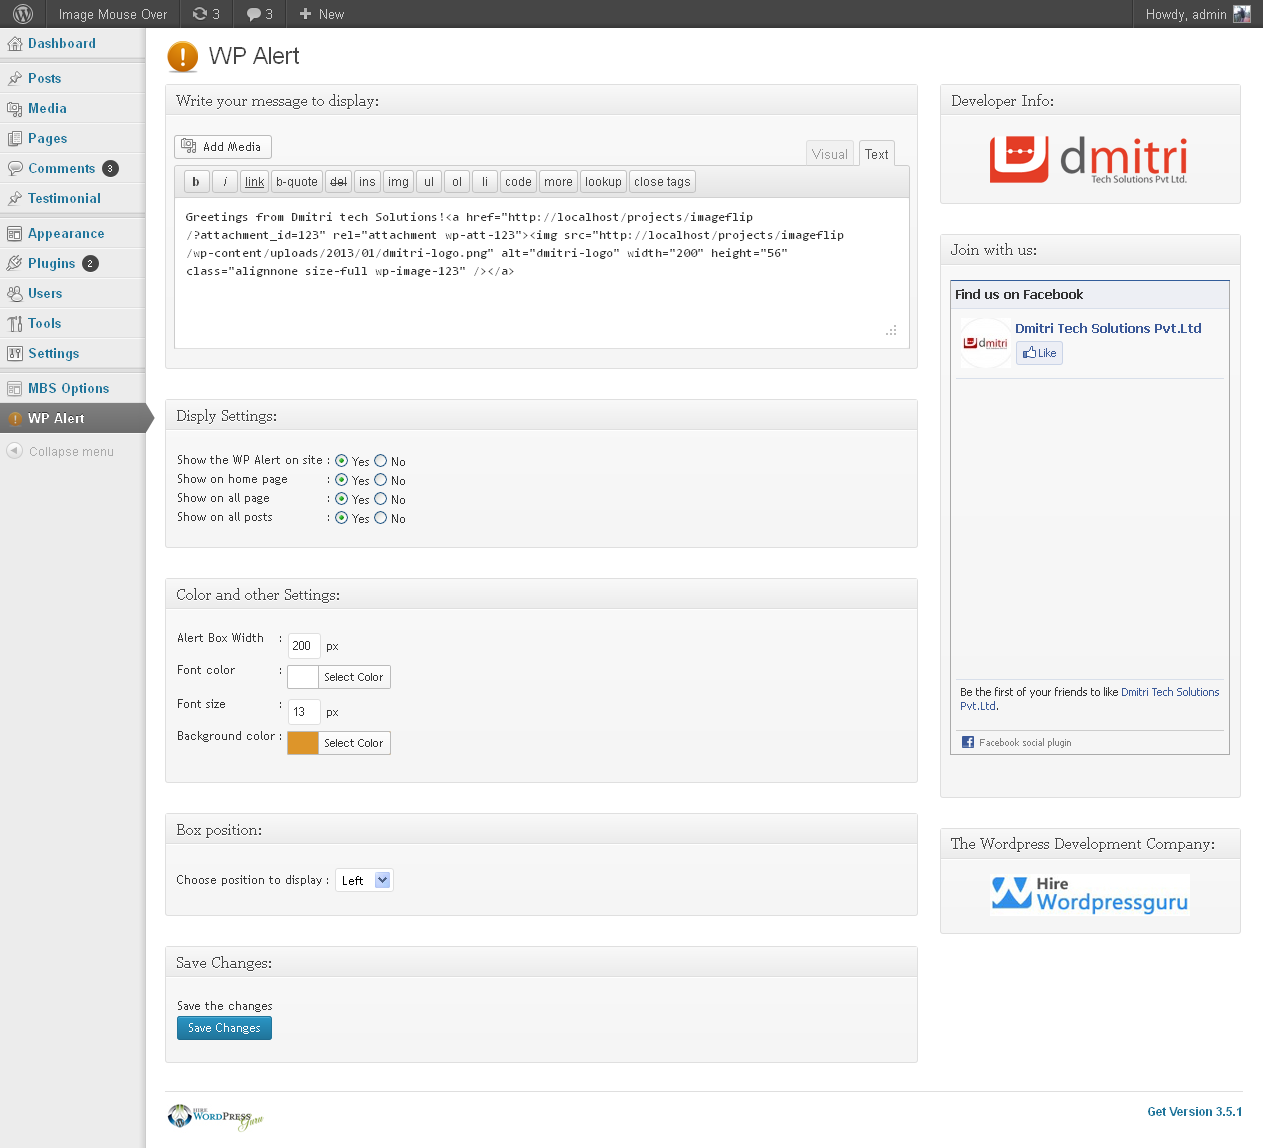 Image Mouse Over 3 3 New Howdy, admin
Dashboard
Posts
Media
Pages
Comments 3
Testimonial
Appearance
Plugins 2
Users
Tools
Settings
MBS Options
WP Alert
Collapse menu
WP Alert
Write your message to display:
Add Media
Visual Text
b i link b-quote del ins img ul ol li code more lookup close tags
Greetings from Dmitri tech Solutions!<a href="http://localhost/projects/imageflip
/?attachment_id=123" rel="attachment wp-att-123"><img src="http://localhost/projects/imageflip
/wp-content/uploads/2013/01/dmitri-logo.png" alt="dmitri-logo" width="200" height="56"
class="alignnone size-full wp-image-123" /></a>
Disply Settings:
Show the WP Alert on site : Yes No
Show on home page : Yes No
Show on all page : Yes No
Show on all posts : Yes No
Color and other Settings:
Alert Box Width : 200 px
Font color : Select Color
Font size : 13 px
Background color : Select Color
Box position:
Choose position to display : Left
Save Changes:
Save the changes
Save Changes
Developer Info:
dmitri
Tech Solutions Pvt.Ltd.
Join with us:
Find us on Facebook
dmitri
Dmitri Tech Solutions Pvt.Ltd
Like
Be the first of your friends to like Dmitri Tech Solutions
Pvt.Ltd.
Facebook social plugin
The Wordpress Development Company:
Hire
Wordpressguru
HIRE
WORDPRESS
Guru
Get Version 3.5.1